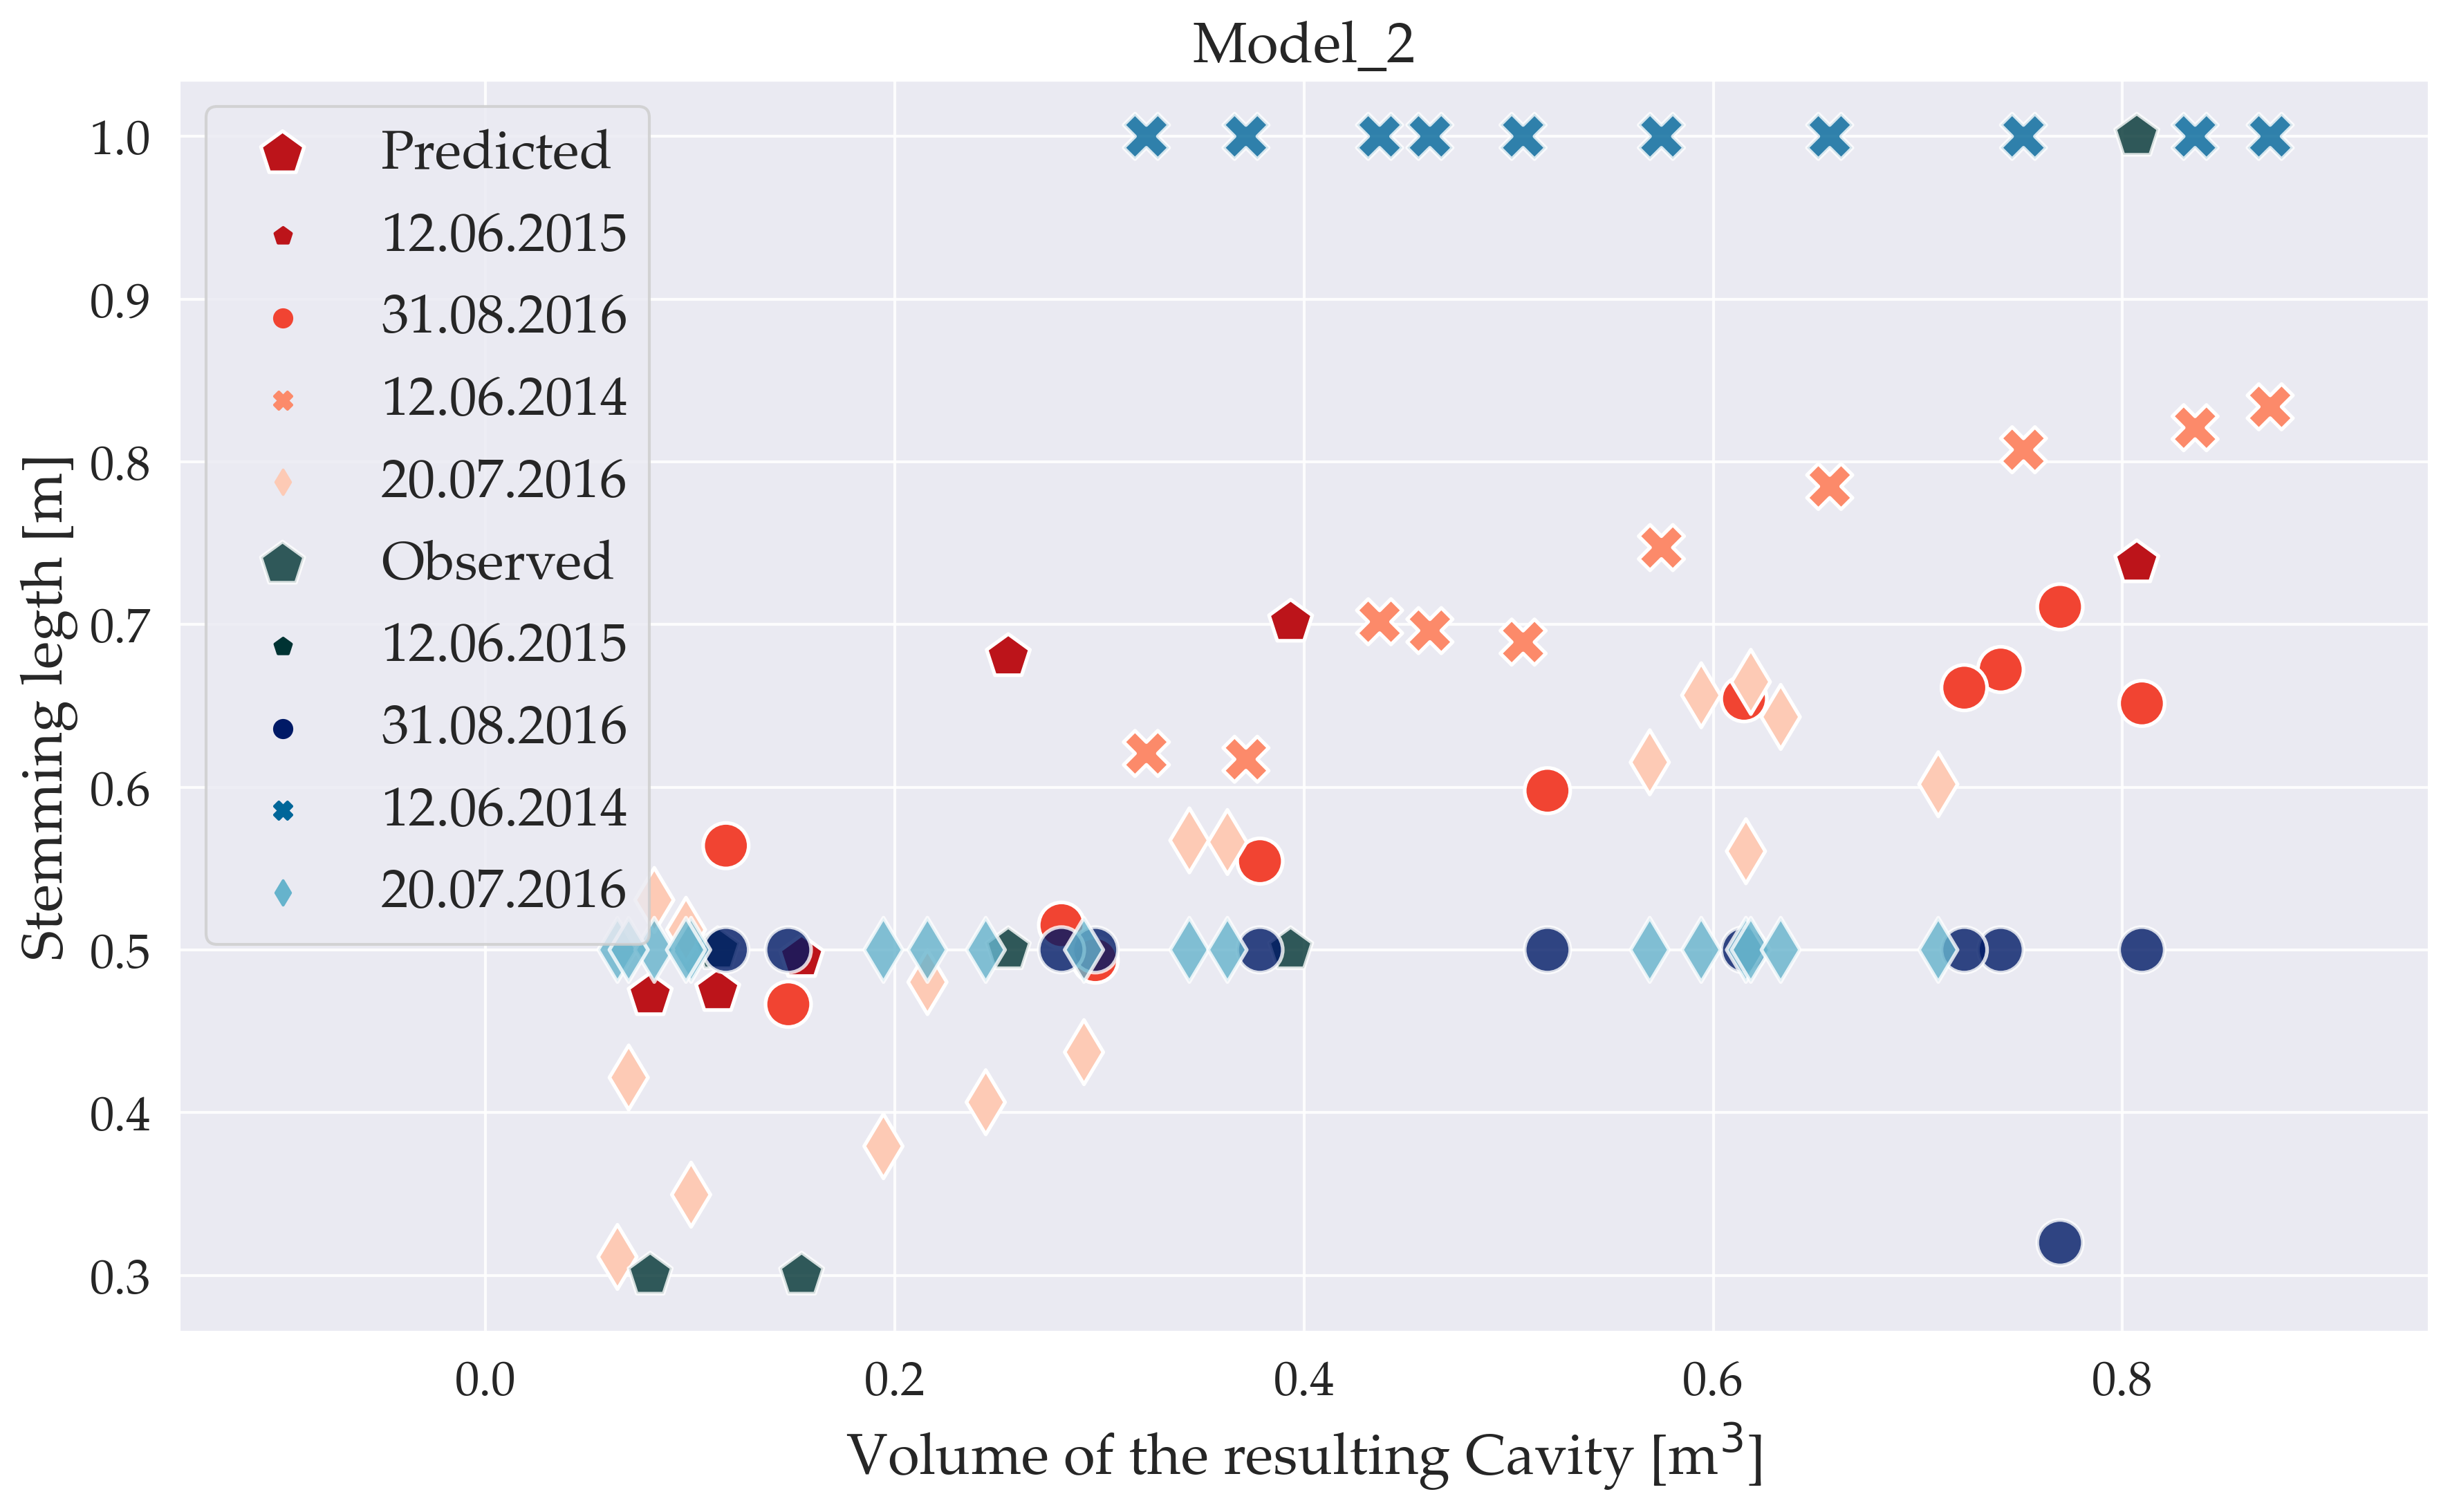 Model_2
Stemming legth [m]
1.0
0.9
0.8
0.7
0.6
0.5
0.4
0.3
Predicted
12.06.2015
31.08.2016
12.06.2014
20.07.2016
Observed
12.06.2015
31.08.2016
12.06.2014
20.07.2016
0.0 0.2 0.4 0.6 0.8
Volume of the resulting Cavity [m³]